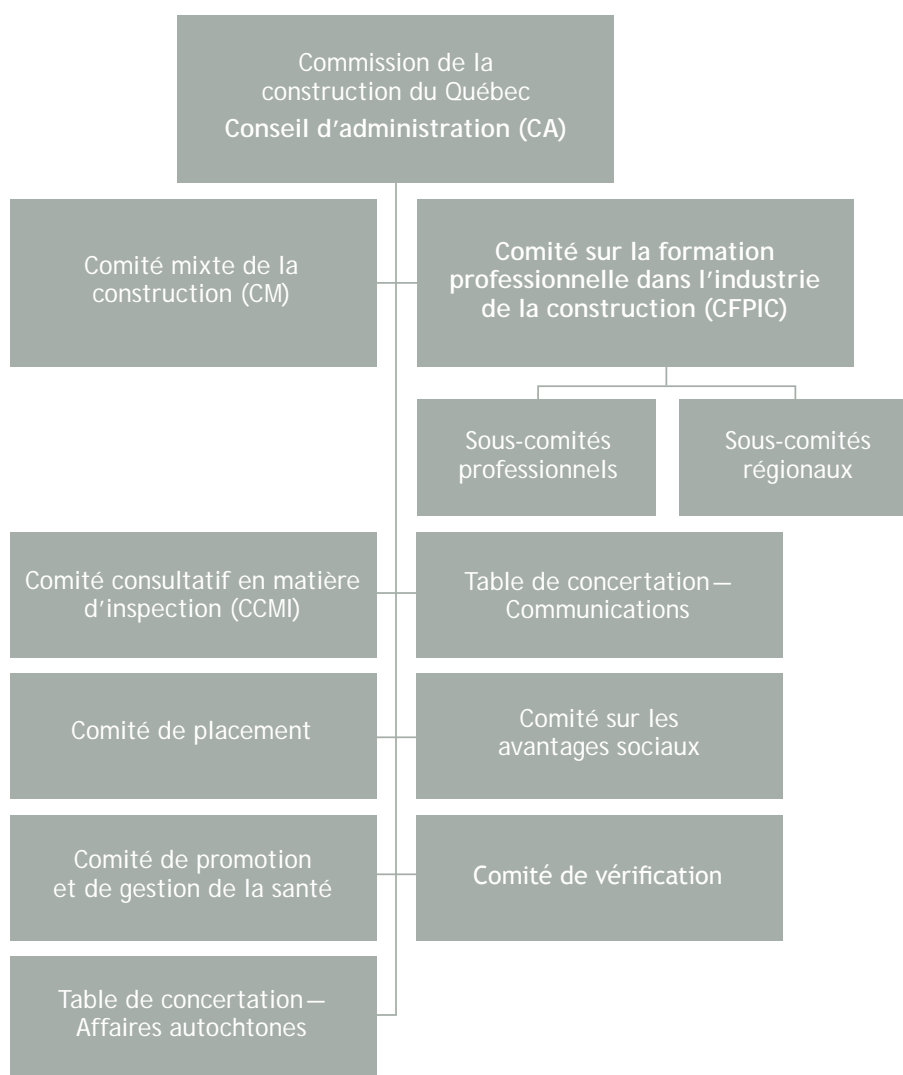 Commission de la
construction du Québec
Conseil d'administration (CA)
Comité mixte de la
construction (CM)
Comité sur la formation
professionnelle dans l'industrie
de la construction (CFPIC)
Sous-comités
professionnels
Sous-comités
régionaux
Comité consultatif en matière
d'inspection (CCMI)
Table de concertation—
Communications
Comité de placement
Comité sur les
avantages sociaux
Comité de promotion
et de gestion de la santé
Comité de vérification
Table de concertation—
Affaires autochtones